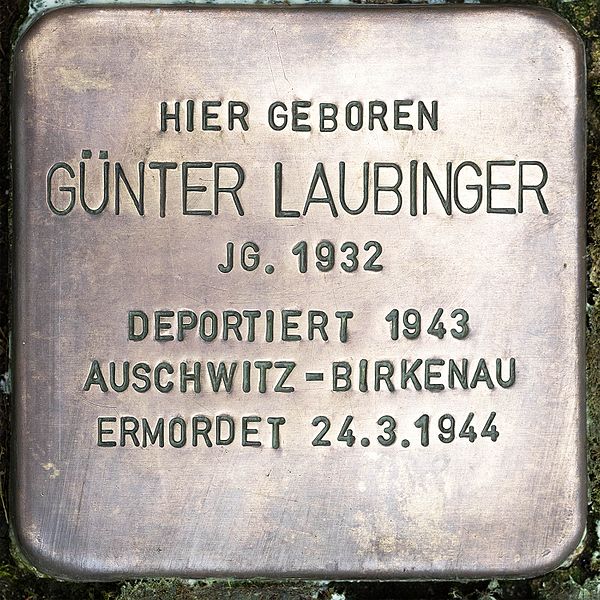 HIER GEBOREN
GÜNTER LAUBINGER
JG. 1932
DEPORTIERT 1943
AUSCHWITZ-BIRKENAU
ERMORDET 24.3.1944